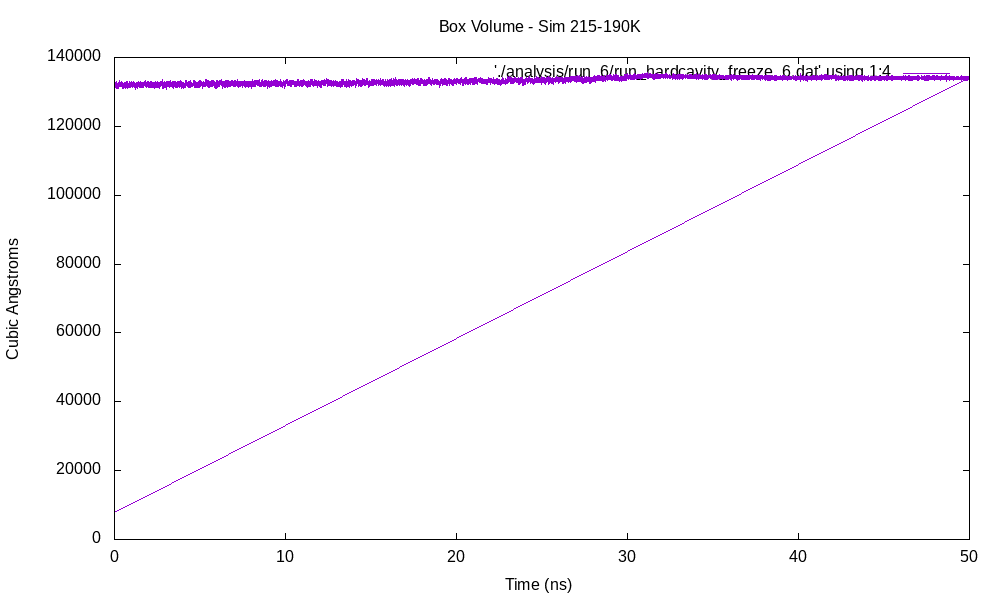 Box Volume - Sim 215-190K
'./analysis/run_6/run_hardcavity_freeze_6.dat' using 1:4
140000
120000
100000
80000
60000
40000
20000
0
Cubic Angstroms
0 10 20 30 40 50
Time (ns)